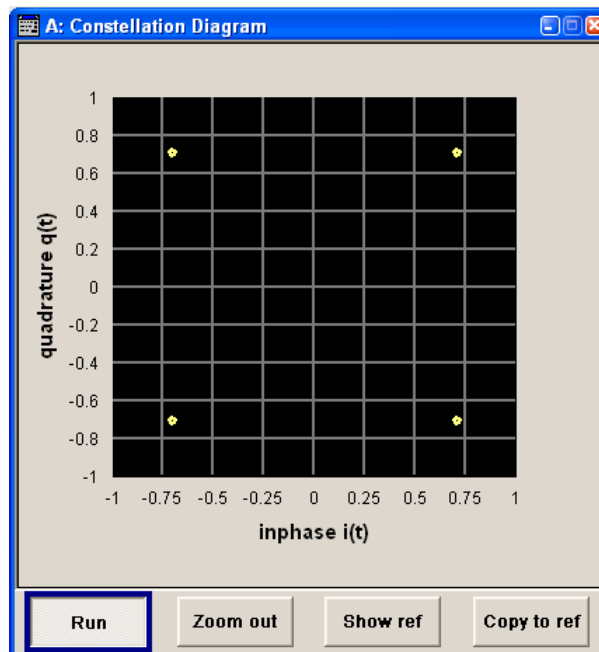 A: Constellation Diagram
1
0.8
0.6
0.4
0.2
0
-0.2
-0.4
-0.6
-0.8
-1
quadrature q(t)
-1 -0.75 -0.5 -0.25 0 0.25 0.5 0.75 1
inphase i(t)
Run Zoom out Show ref Copy to ref